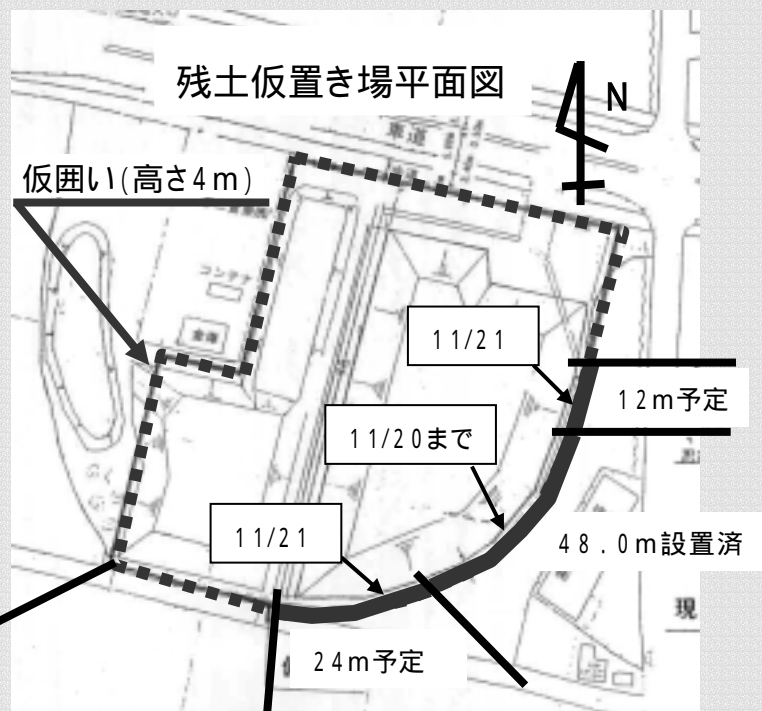 残土仮置き場平面図
N
車道
仮囲い(高さ4m)
コンテナ
倉庫
11/21
12m予定
11/20まで
11/21
48.0m設置済
現
24m予定